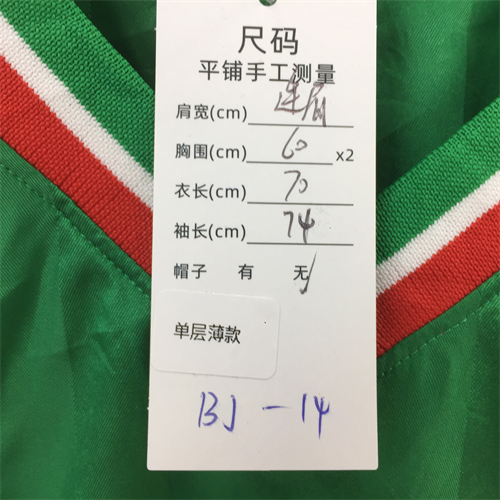 尺码
平铺手工测量
肩宽(cm) 连肩
胸围(cm) 60 x2
衣长(cm) 70
袖长(cm) 74
帽子 有 无√
单层薄款
BJ-14